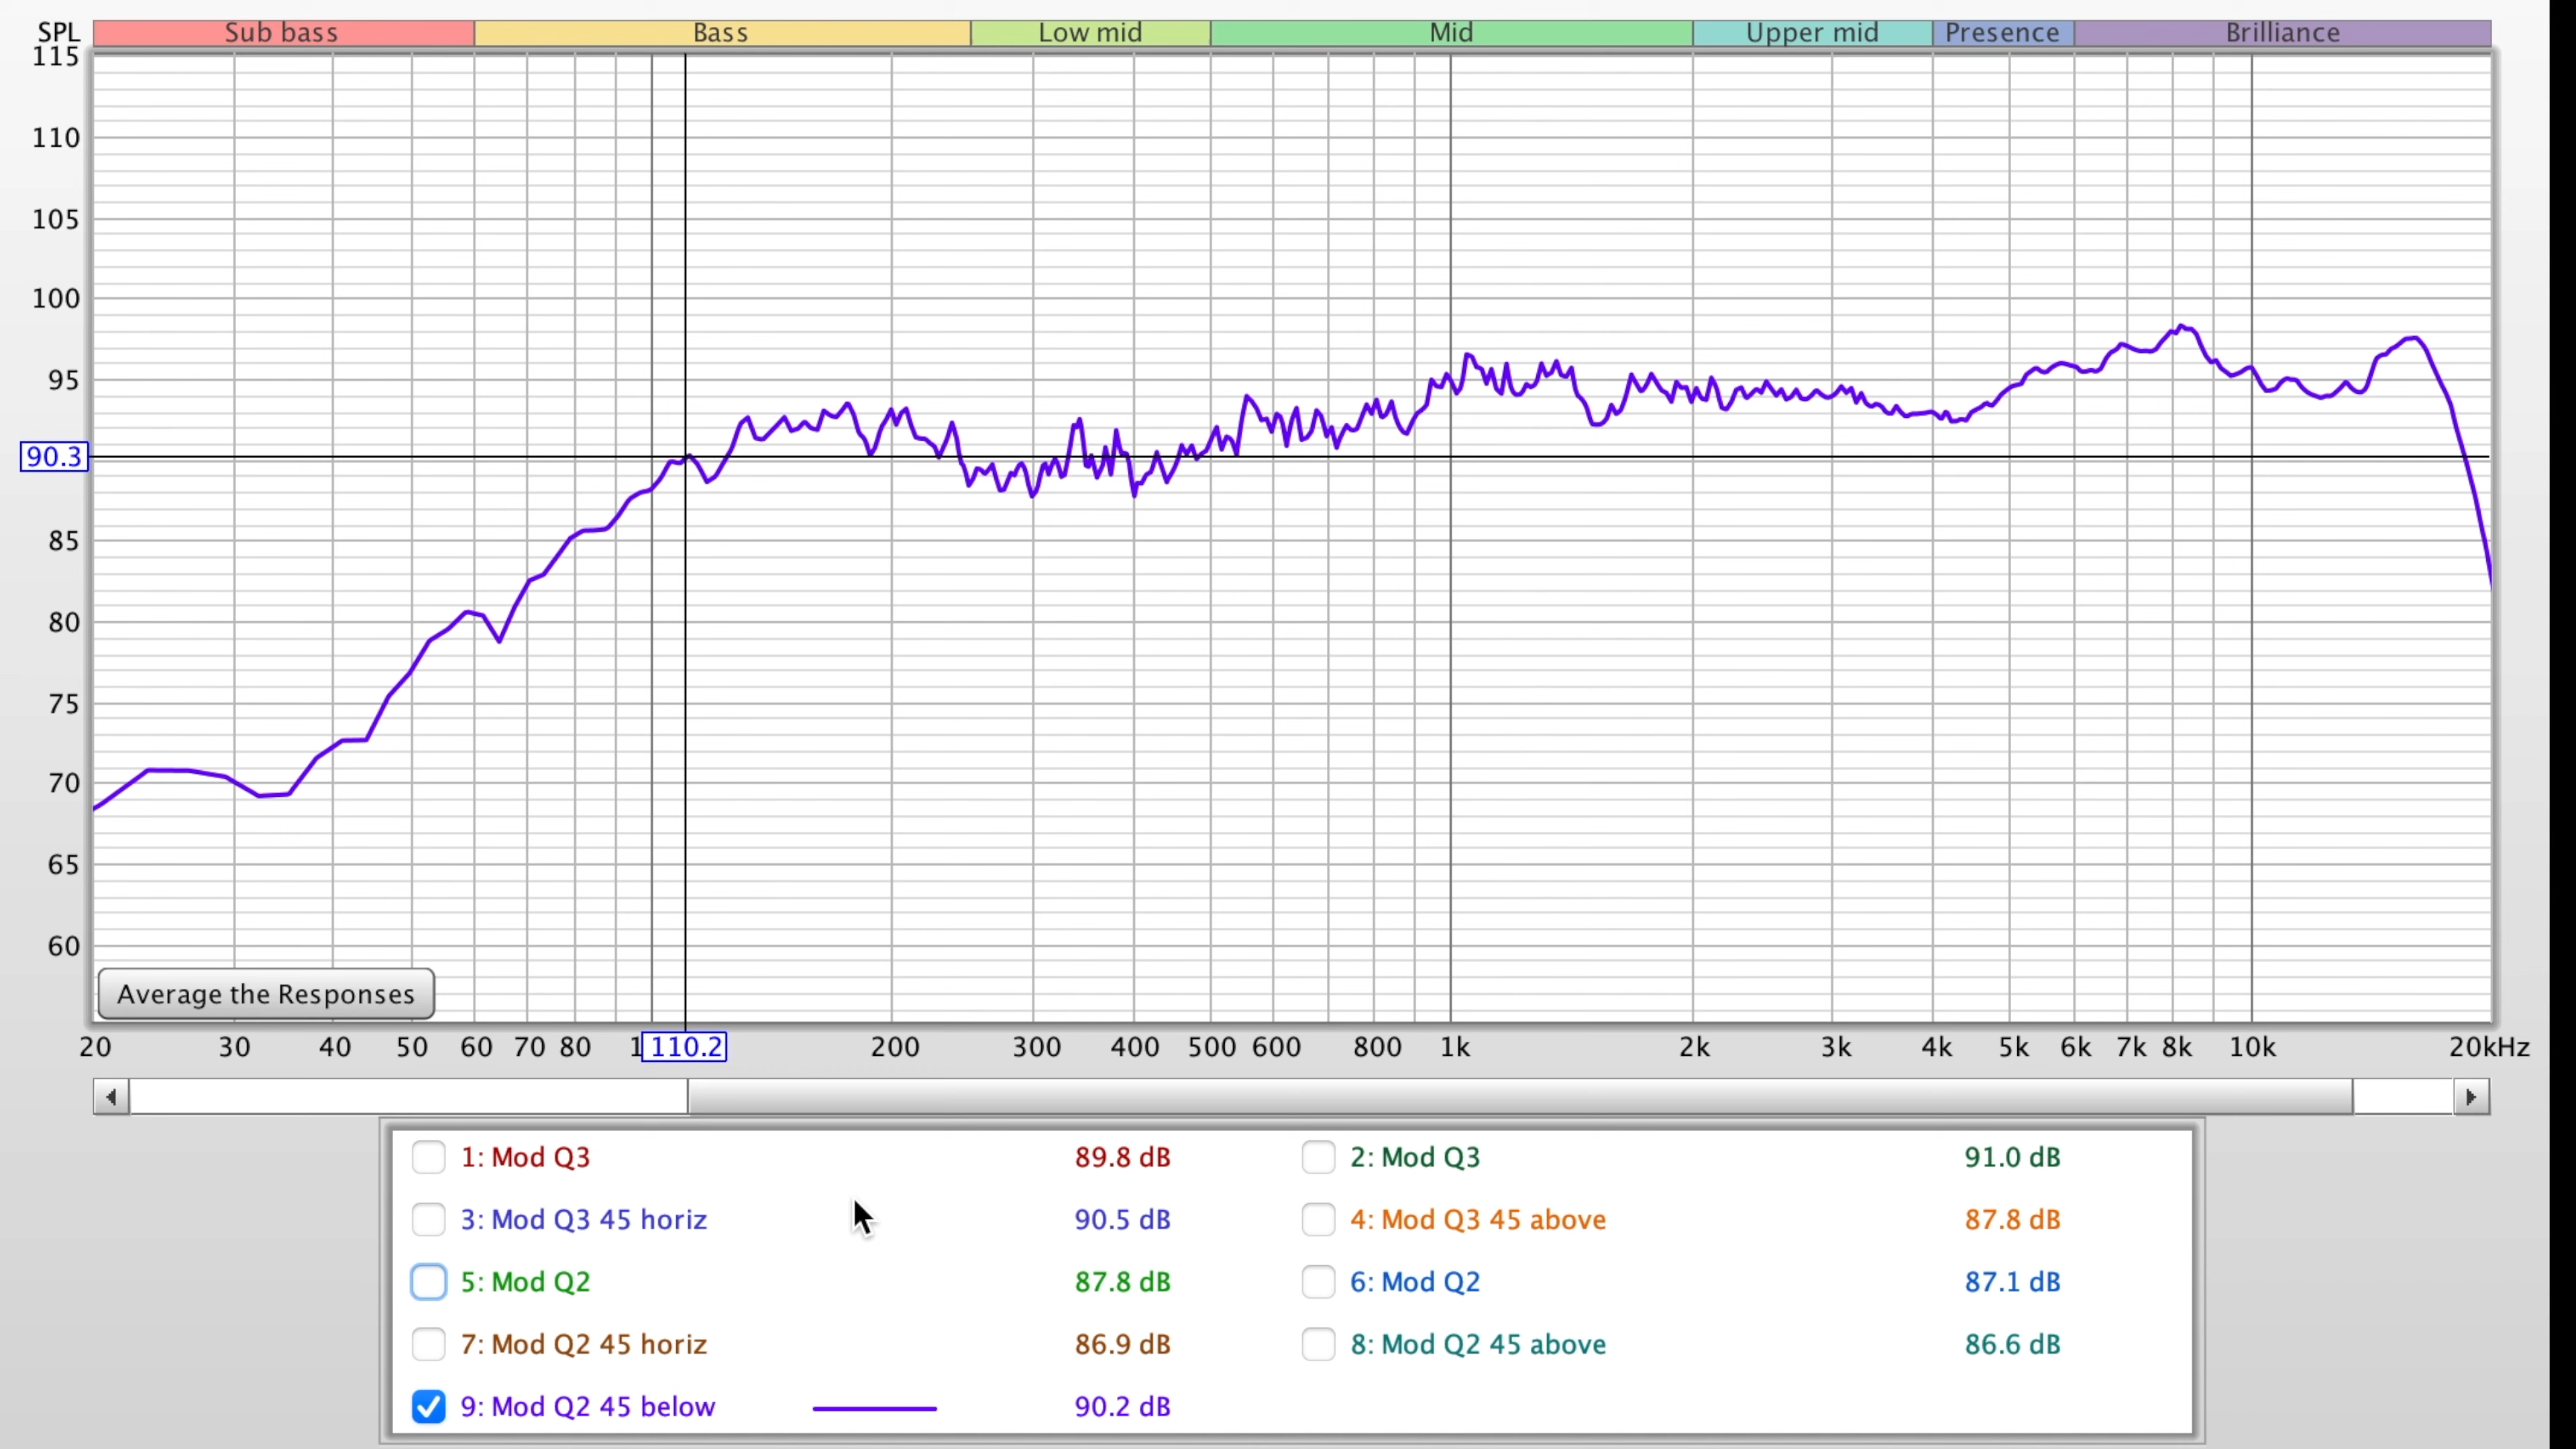 SPL Sub bass Bass Low mid Mid Upper mid Presence Brilliance
115
110
105
100
95
90.3
85
80
75
70
65
60
Average the Responses
20 30 40 50 60 70 80 1 110.2 200 300 400 500 600 800 1k 2k 3k 4k 5k 6k 7k 8k 10k 20kHz
1: Mod Q3 89.8 dB 2: Mod Q3 91.0 dB
3: Mod Q3 45 horiz 90.5 dB 4: Mod Q3 45 above 87.8 dB
5: Mod Q2 87.8 dB 6: Mod Q2 87.1 dB
7: Mod Q2 45 horiz 86.9 dB 8: Mod Q2 45 above 86.6 dB
9: Mod Q2 45 below 90.2 dB